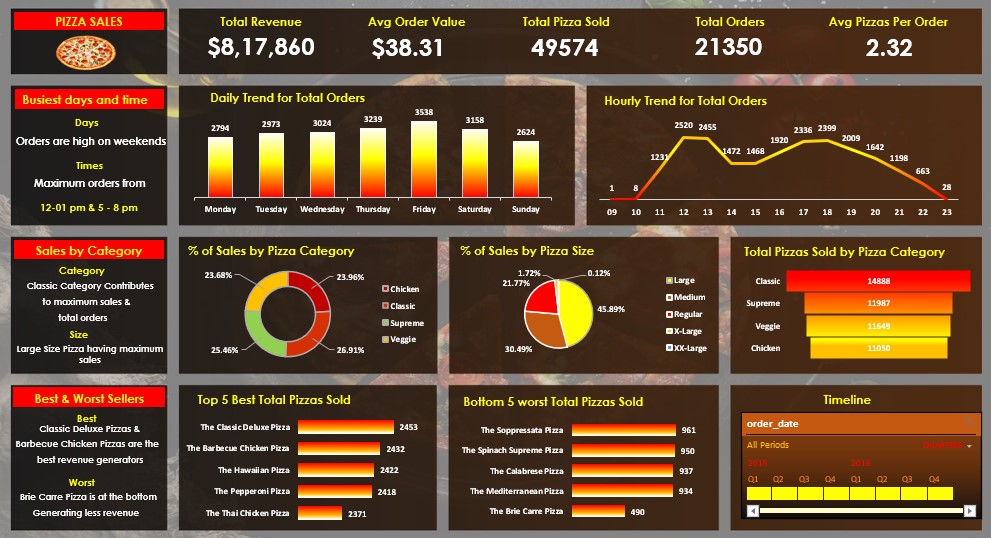 PIZZA SALES
Total Revenue
$8,17,860
Avg Order Value
$38.31
Total Pizza Sold
49574
Total Orders
21350
Avg Pizzas Per Order
2.32
Busiest days and time
Days
Orders are high on weekends
Times
Maximum orders from
12-01 pm & 5 - 8 pm
Daily Trend for Total Orders
2794 2973 3024 3239 3538 3158 2624
Monday Tuesday Wednesday Thursday Friday Saturday Sunday
Hourly Trend for Total Orders
1 8 1231 2520 2455 1472 1468 1920 2336 2399 2009 1642 1198 663 28
09 10 11 12 13 14 15 16 17 18 19 20 21 22 23
Sales by Category
Category
Classic Category Contributes
to maximum sales &
total orders
Size
Large Size Pizza having maximum
sales
% of Sales by Pizza Category
23.68% 23.96%
25.46% 26.91%
Chicken
Classic
Supreme
Veggie
% of Sales by Pizza Size
1.72% 0.12%
21.77%
45.89%
30.49%
Large
Medium
Regular
X-Large
XX-Large
Total Pizzas Sold by Pizza Category
Classic 14888
Supreme 11987
Veggie 11649
Chicken 11050
Best & Worst Sellers
Best
Classic Deluxe Pizzas &
Barbecue Chicken Pizzas are the
best revenue generators
Worst
Brie Carre Pizza is at the bottom
Generating less revenue
Top 5 Best Total Pizzas Sold
The Classic Deluxe Pizza 2453
The Barbecue Chicken Pizza 2432
The Hawaiian Pizza 2422
The Pepperoni Pizza 2418
The Thai Chicken Pizza 2371
Bottom 5 worst Total Pizzas Sold
The Soppressata Pizza 961
The Spinach Supreme Pizza 950
The Calabrese Pizza 937
The Mediterranean Pizza 934
The Brie Carre Pizza 490
Timeline
order_date
All Periods
Q1 Q2 Q3 Q4 Q1 Q2 Q3 Q4